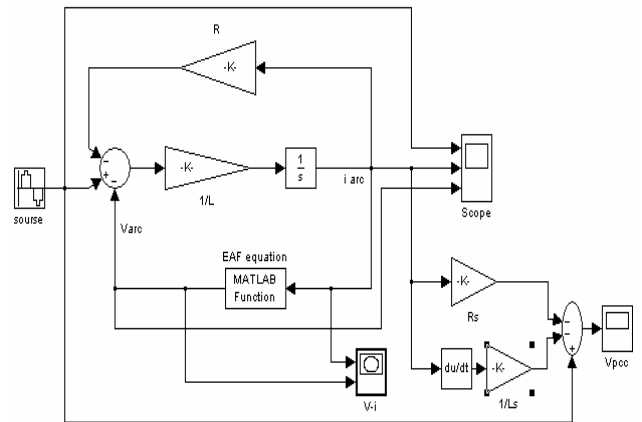 R
-K-
-K-
1/L
1
s
i arc
Scope
sourse
Varc
EAF equation
MATLAB
Function
V-i
-K-
Rs
du/dt
-K-
1/Ls
Vpcc